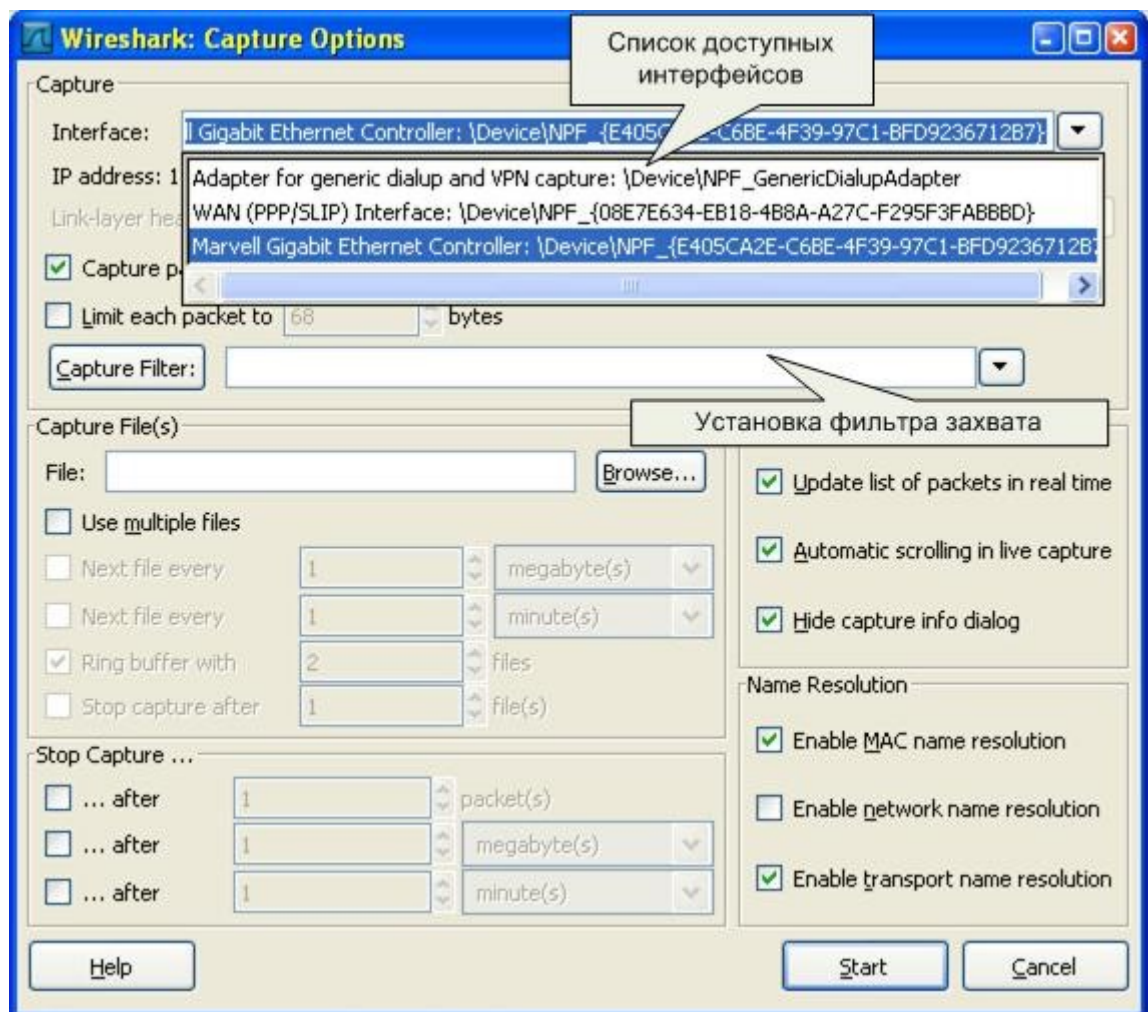 Wireshark: Capture Options
Список доступных
интерфейсов
Capture
Interface: l Gigabit Ethernet Controller: \Device\NPF_{E405CA2E-C6BE-4F39-97C1-BFD9236712B7}
IP address: 1
Adapter for generic dialup and VPN capture: \Device\NPF_GenericDialupAdapter
WAN (PPP/SLIP) Interface: \Device\NPF_{08E7E634-EB18-4B8A-A27C-F295F3FABBBD}
Link-layer hea
Marvell Gigabit Ethernet Controller: \Device\NPF_{E405CA2E-C6BE-4F39-97C1-BFD9236712B7
Capture p
Limit each packet to 68 bytes
Capture Filter:
Установка фильтра захвата
Capture File(s)
File: Browse...
Use multiple files
Next file every 1 megabyte(s)
Next file every 1 minute(s)
Ring buffer with 2 files
Stop capture after 1 file(s)
Update list of packets in real time
Automatic scrolling in live capture
Hide capture info dialog
Name Resolution
Enable MAC name resolution
Enable network name resolution
Enable transport name resolution
Stop Capture ...
... after 1 packet(s)
... after 1 megabyte(s)
... after 1 minute(s)
Help Start Cancel